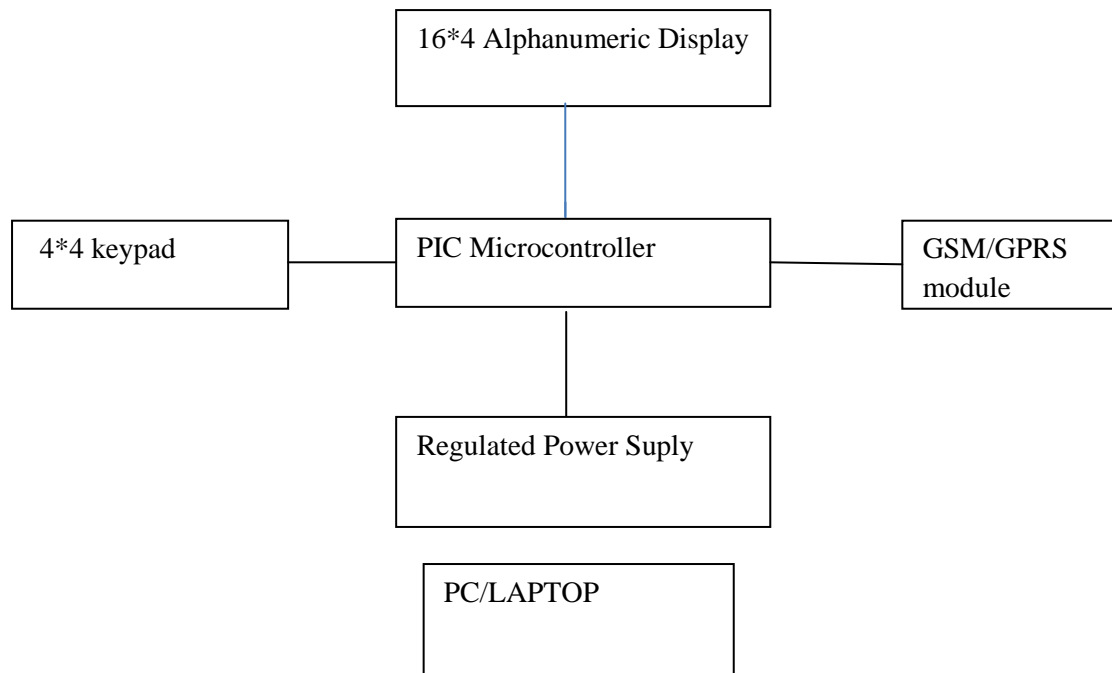 16*4 Alphanumeric Display
4*4 keypad
PIC Microcontroller
GSM/GPRS
module
Regulated Power Suply
PC/LAPTOP